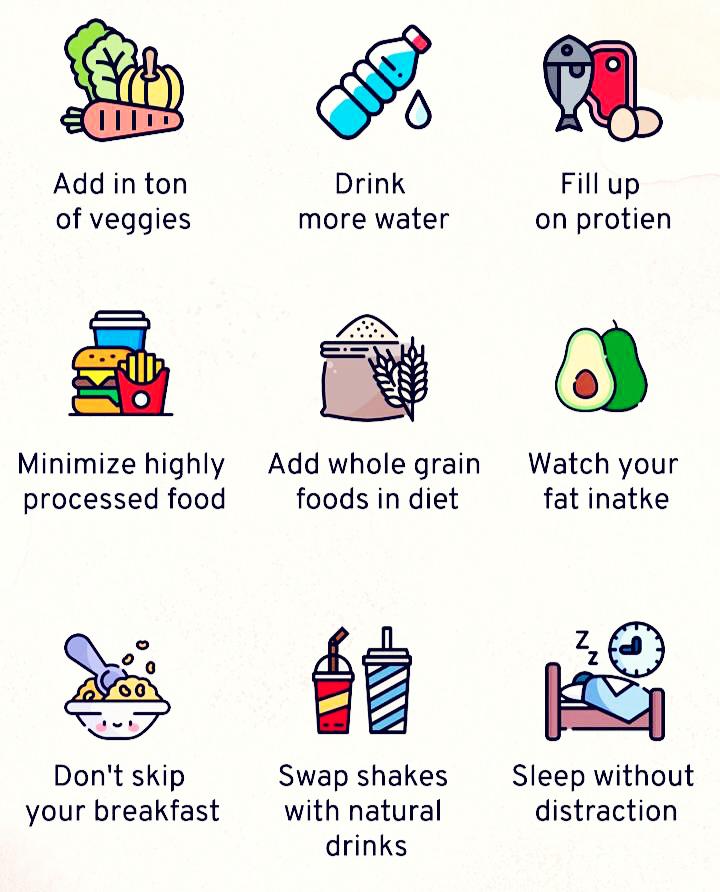 Add in ton
of veggies
Drink
more water
Fill up
on protien
Minimize highly
processed food
Add whole grain
foods in diet
Watch your
fat inatke
Don't skip
your breakfast
Swap shakes
with natural
drinks
Sleep without
distraction